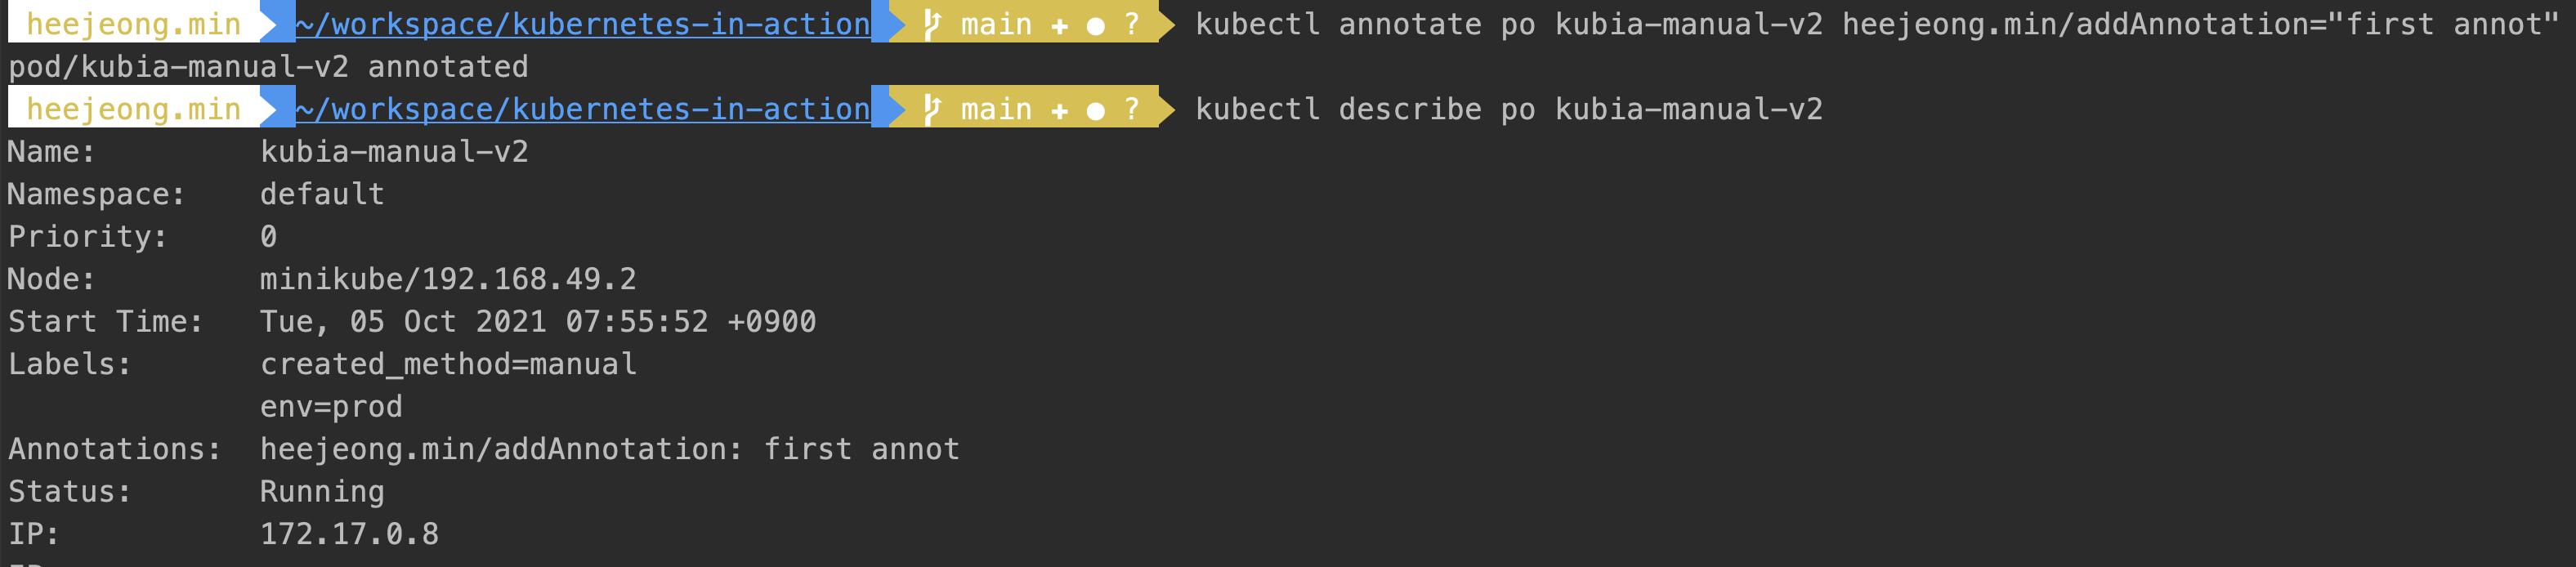 heejeong.min ~/workspace/kubernetes-in-action main + ● ? kubectl annotate po kubia-manual-v2 heejeong.min/addAnnotation="first annot"
pod/kubia-manual-v2 annotated
heejeong.min ~/workspace/kubernetes-in-action main + ● ? kubectl describe po kubia-manual-v2
Name: kubia-manual-v2
Namespace: default
Priority: 0
Node: minikube/192.168.49.2
Start Time: Tue, 05 Oct 2021 07:55:52 +0900
Labels: created_method=manual
env=prod
Annotations: heejeong.min/addAnnotation: first annot
Status: Running
IP: 172.17.0.8